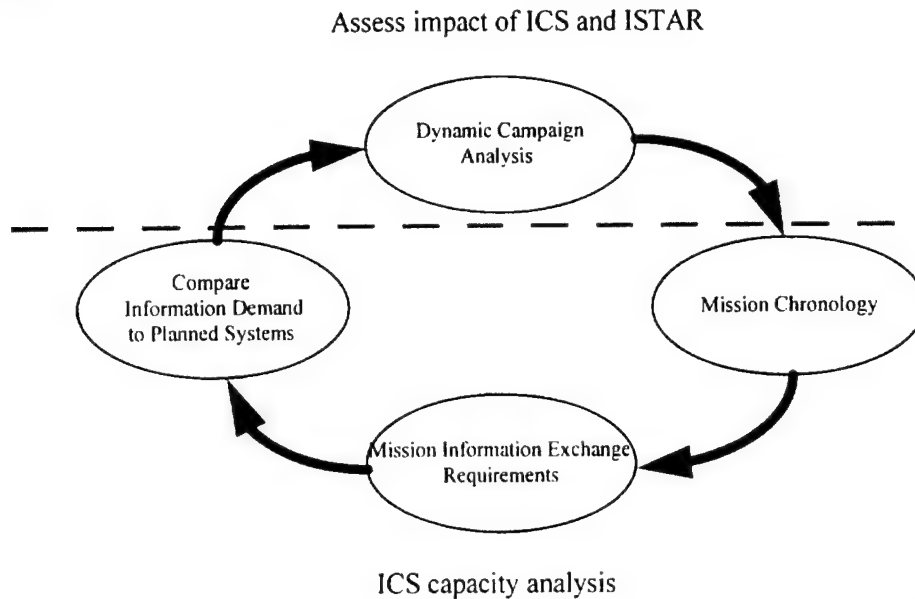 Assess impact of ICS and ISTAR
Dynamic Campaign
Analysis
Compare
Information Demand
to Planned Systems
Mission Chronology
Mission Information Exchange
Requirements
ICS capacity analysis